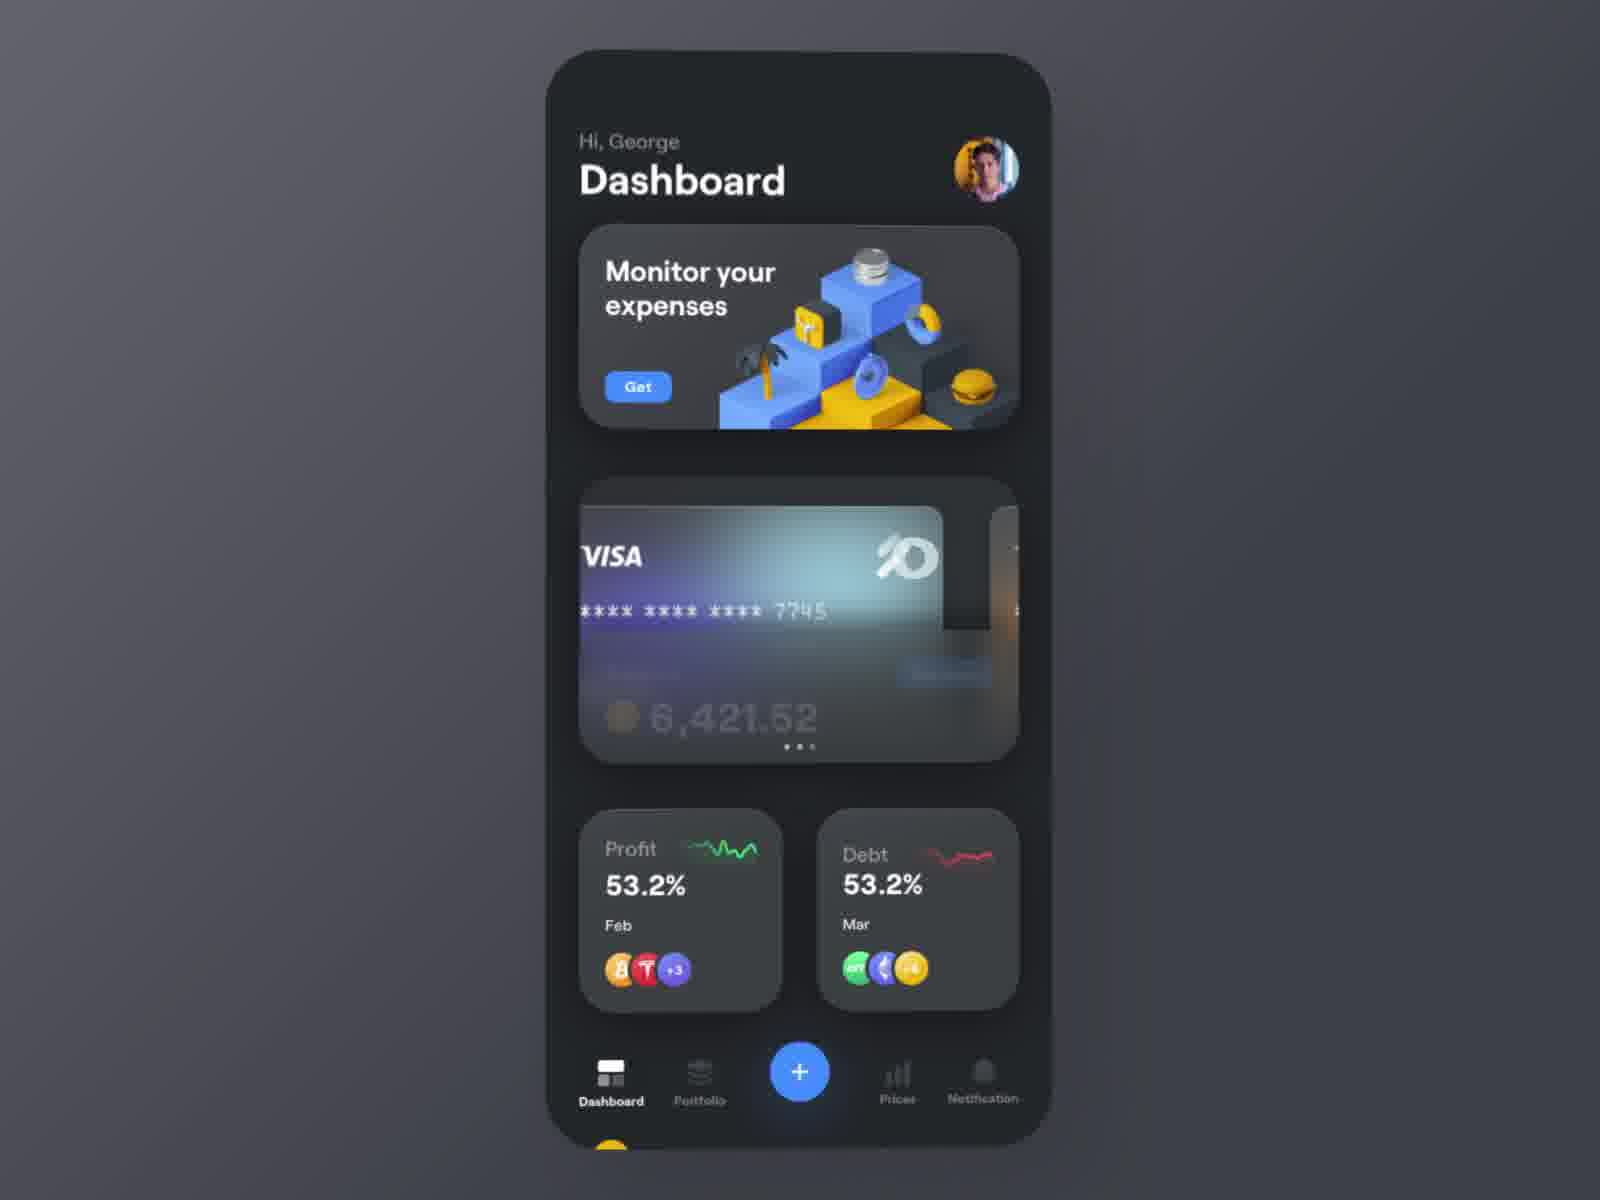 Hi, George
Dashboard
Monitor your
expenses
Get
VISA
**** **** **** 7745
6,421.52
Profit
53.2%
Feb
+3
Debt
53.2%
Mar
Dashboard
Portfolio
+
Prices
Notification